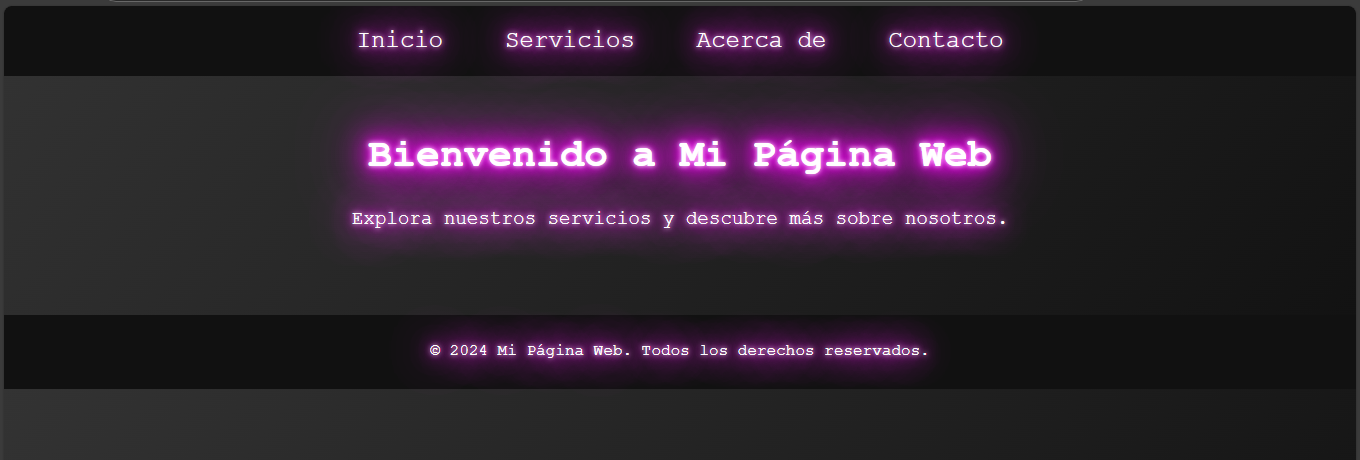 Inicio Servicios Acerca de Contacto
Bienvenido a Mi Página Web
Explora nuestros servicios y descubre más sobre nosotros.
© 2024 Mi Página Web. Todos los derechos reservados.